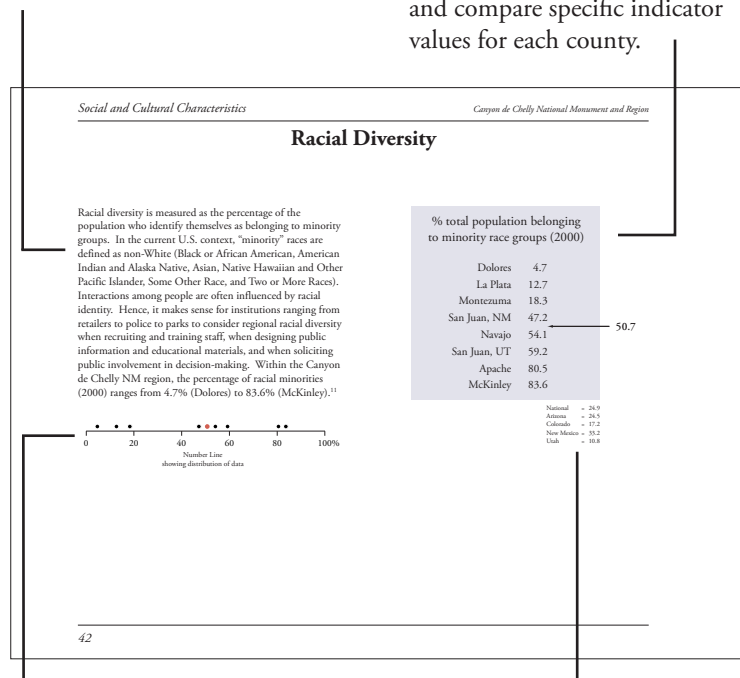 and compare specific indicator
values for each county.
Social and Cultural Characteristics
Canyon de Chelly National Monument and Region
Racial Diversity
Racial diversity is measured as the percentage of the
population who identify themselves as belonging to minority
groups.  In the current U.S. context, “minority” races are
defined as non-White (Black or African American, American
Indian and Alaska Native, Asian, Native Hawaiian and Other
Pacific Islander, Some Other Race, and Two or More Races).
Interactions among people are often influenced by racial
identity.  Hence, it makes sense for institutions ranging from
retailers to police to parks to consider regional racial diversity
when recruiting and training staff, when designing public
information and educational materials, and when soliciting
public involvement in decision-making.  Within the Canyon
de Chelly NM region, the percentage of racial minorities
(2000) ranges from 4.7% (Dolores) to 83.6% (McKinley).11
0 20 40 60 80 100%
Number Line
showing distribution of data
% total population belonging
to minority race groups (2000)
Dolores 4.7
La Plata 12.7
Montezuma 18.3
San Juan, NM 47.2
50.7
Navajo 54.1
San Juan, UT 59.2
Apache 80.5
McKinley 83.6
National = 24.9
Arizona = 24.5
Colorado = 17.2
New Mexico = 33.2
Utah = 10.8
42